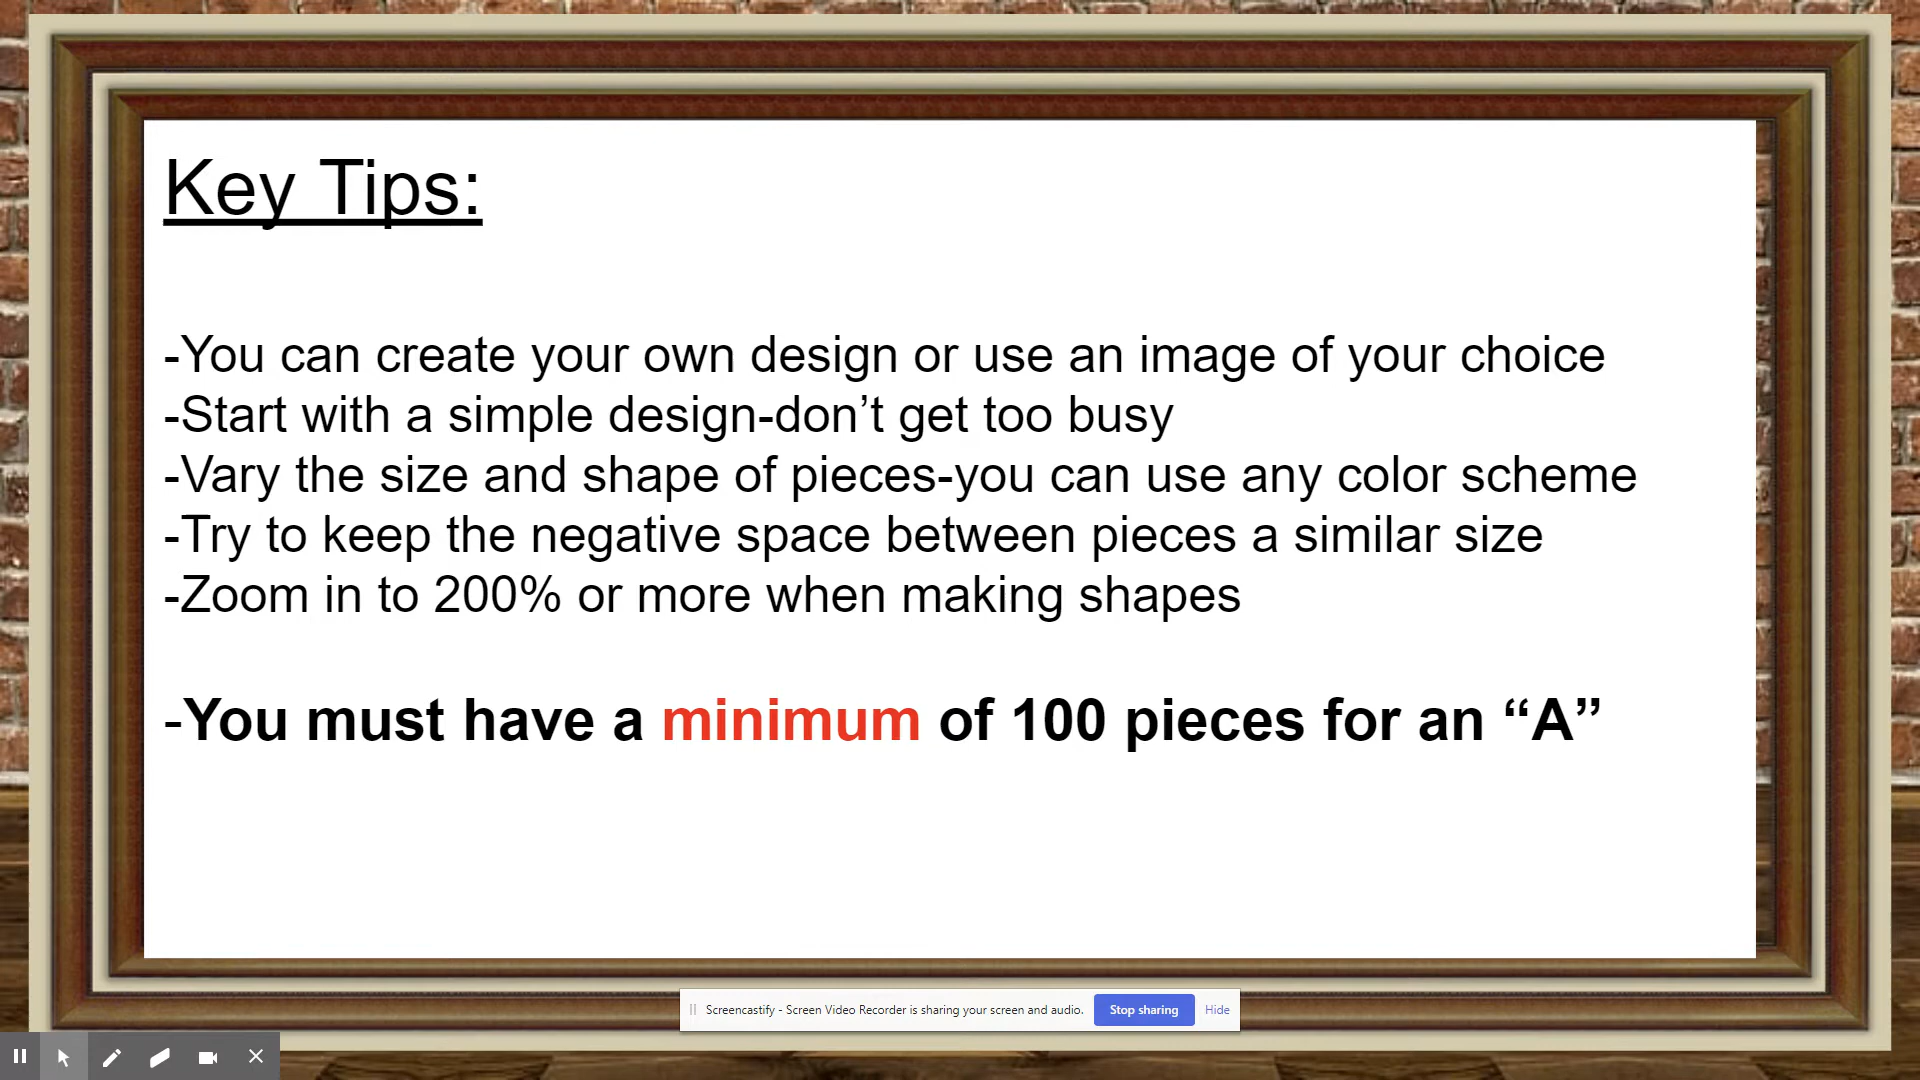 Key Tips:
-You can create your own design or use an image of your choice
-Start with a simple design-don’t get too busy
-Vary the size and shape of pieces-you can use any color scheme
-Try to keep the negative space between pieces a similar size
-Zoom in to 200% or more when making shapes
-You must have a minimum of 100 pieces for an “A”
Screencastify - Screen Video Recorder is sharing your screen and audio. Stop sharing Hide